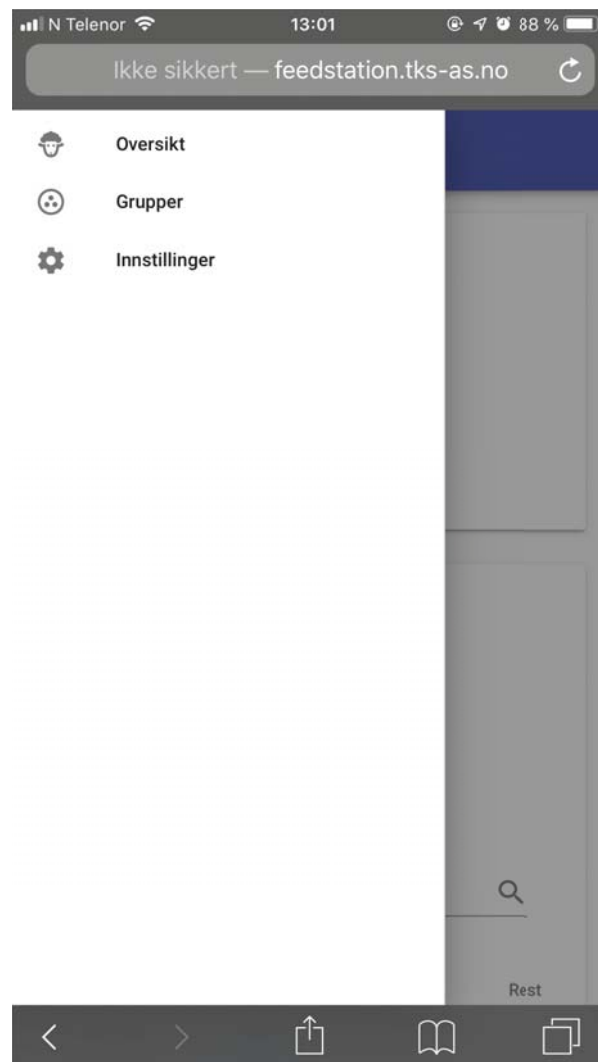 N Telenor 13:01 88 %
Ikke sikkert — feedstation.tks-as.no
Oversikt
Grupper
Innstillinger
Rest